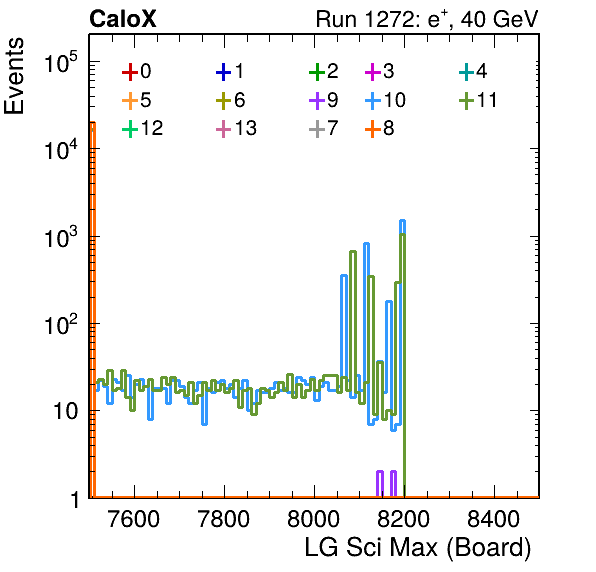 CaloX Run 1272: e⁺, 40 GeV
Events
0 1 2 3 4
5 6 9 10 11
12 13 7 8
10⁵
10⁴
10³
10²
10
1
7600 7800 8000 8200 8400
LG Sci Max (Board)